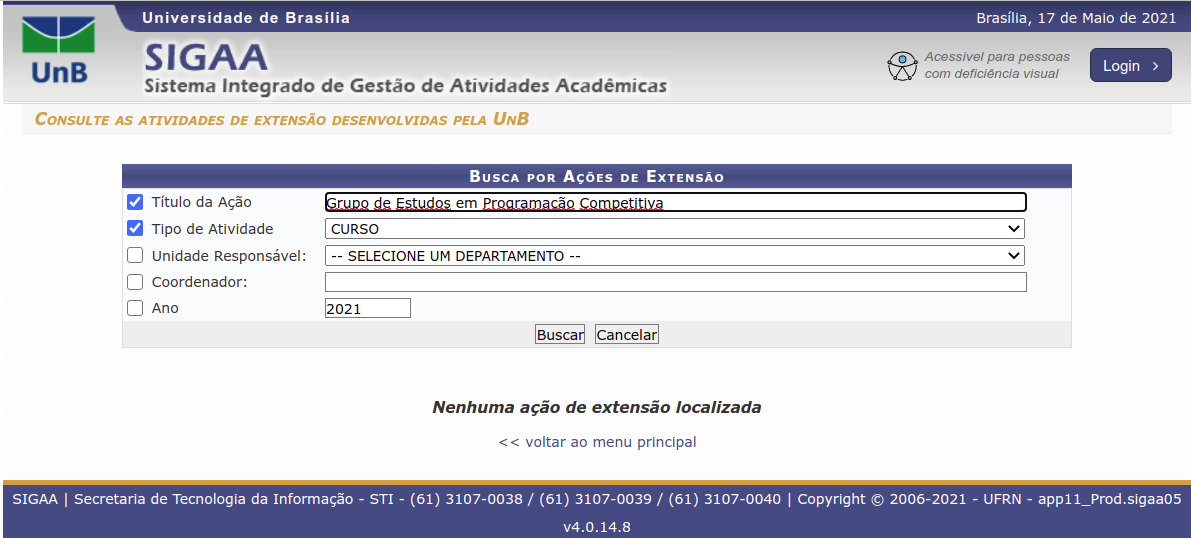 Universidade de Brasília
Brasília, 17 de Maio de 2021
UnB
SIGAA
Sistema Integrado de Gestão de Atividades Acadêmicas
Acessível para pessoas
com deficiência visual
Login >
Consulte as atividades de extensão desenvolvidas pela UnB
Busca por Ações de Extensão
Título da Ação Grupo de Estudos em Programação Competitiva
Tipo de Atividade CURSO
Unidade Responsável: -- SELECIONE UM DEPARTAMENTO --
Coordenador:
Ano 2021
Buscar Cancelar
Nenhuma ação de extensão localizada
<< voltar ao menu principal
SIGAA | Secretaria de Tecnologia da Informação - STI - (61) 3107-0038 / (61) 3107-0039 / (61) 3107-0040 | Copyright © 2006-2021 - UFRN - app11_Prod.sigaa05
v4.0.14.8